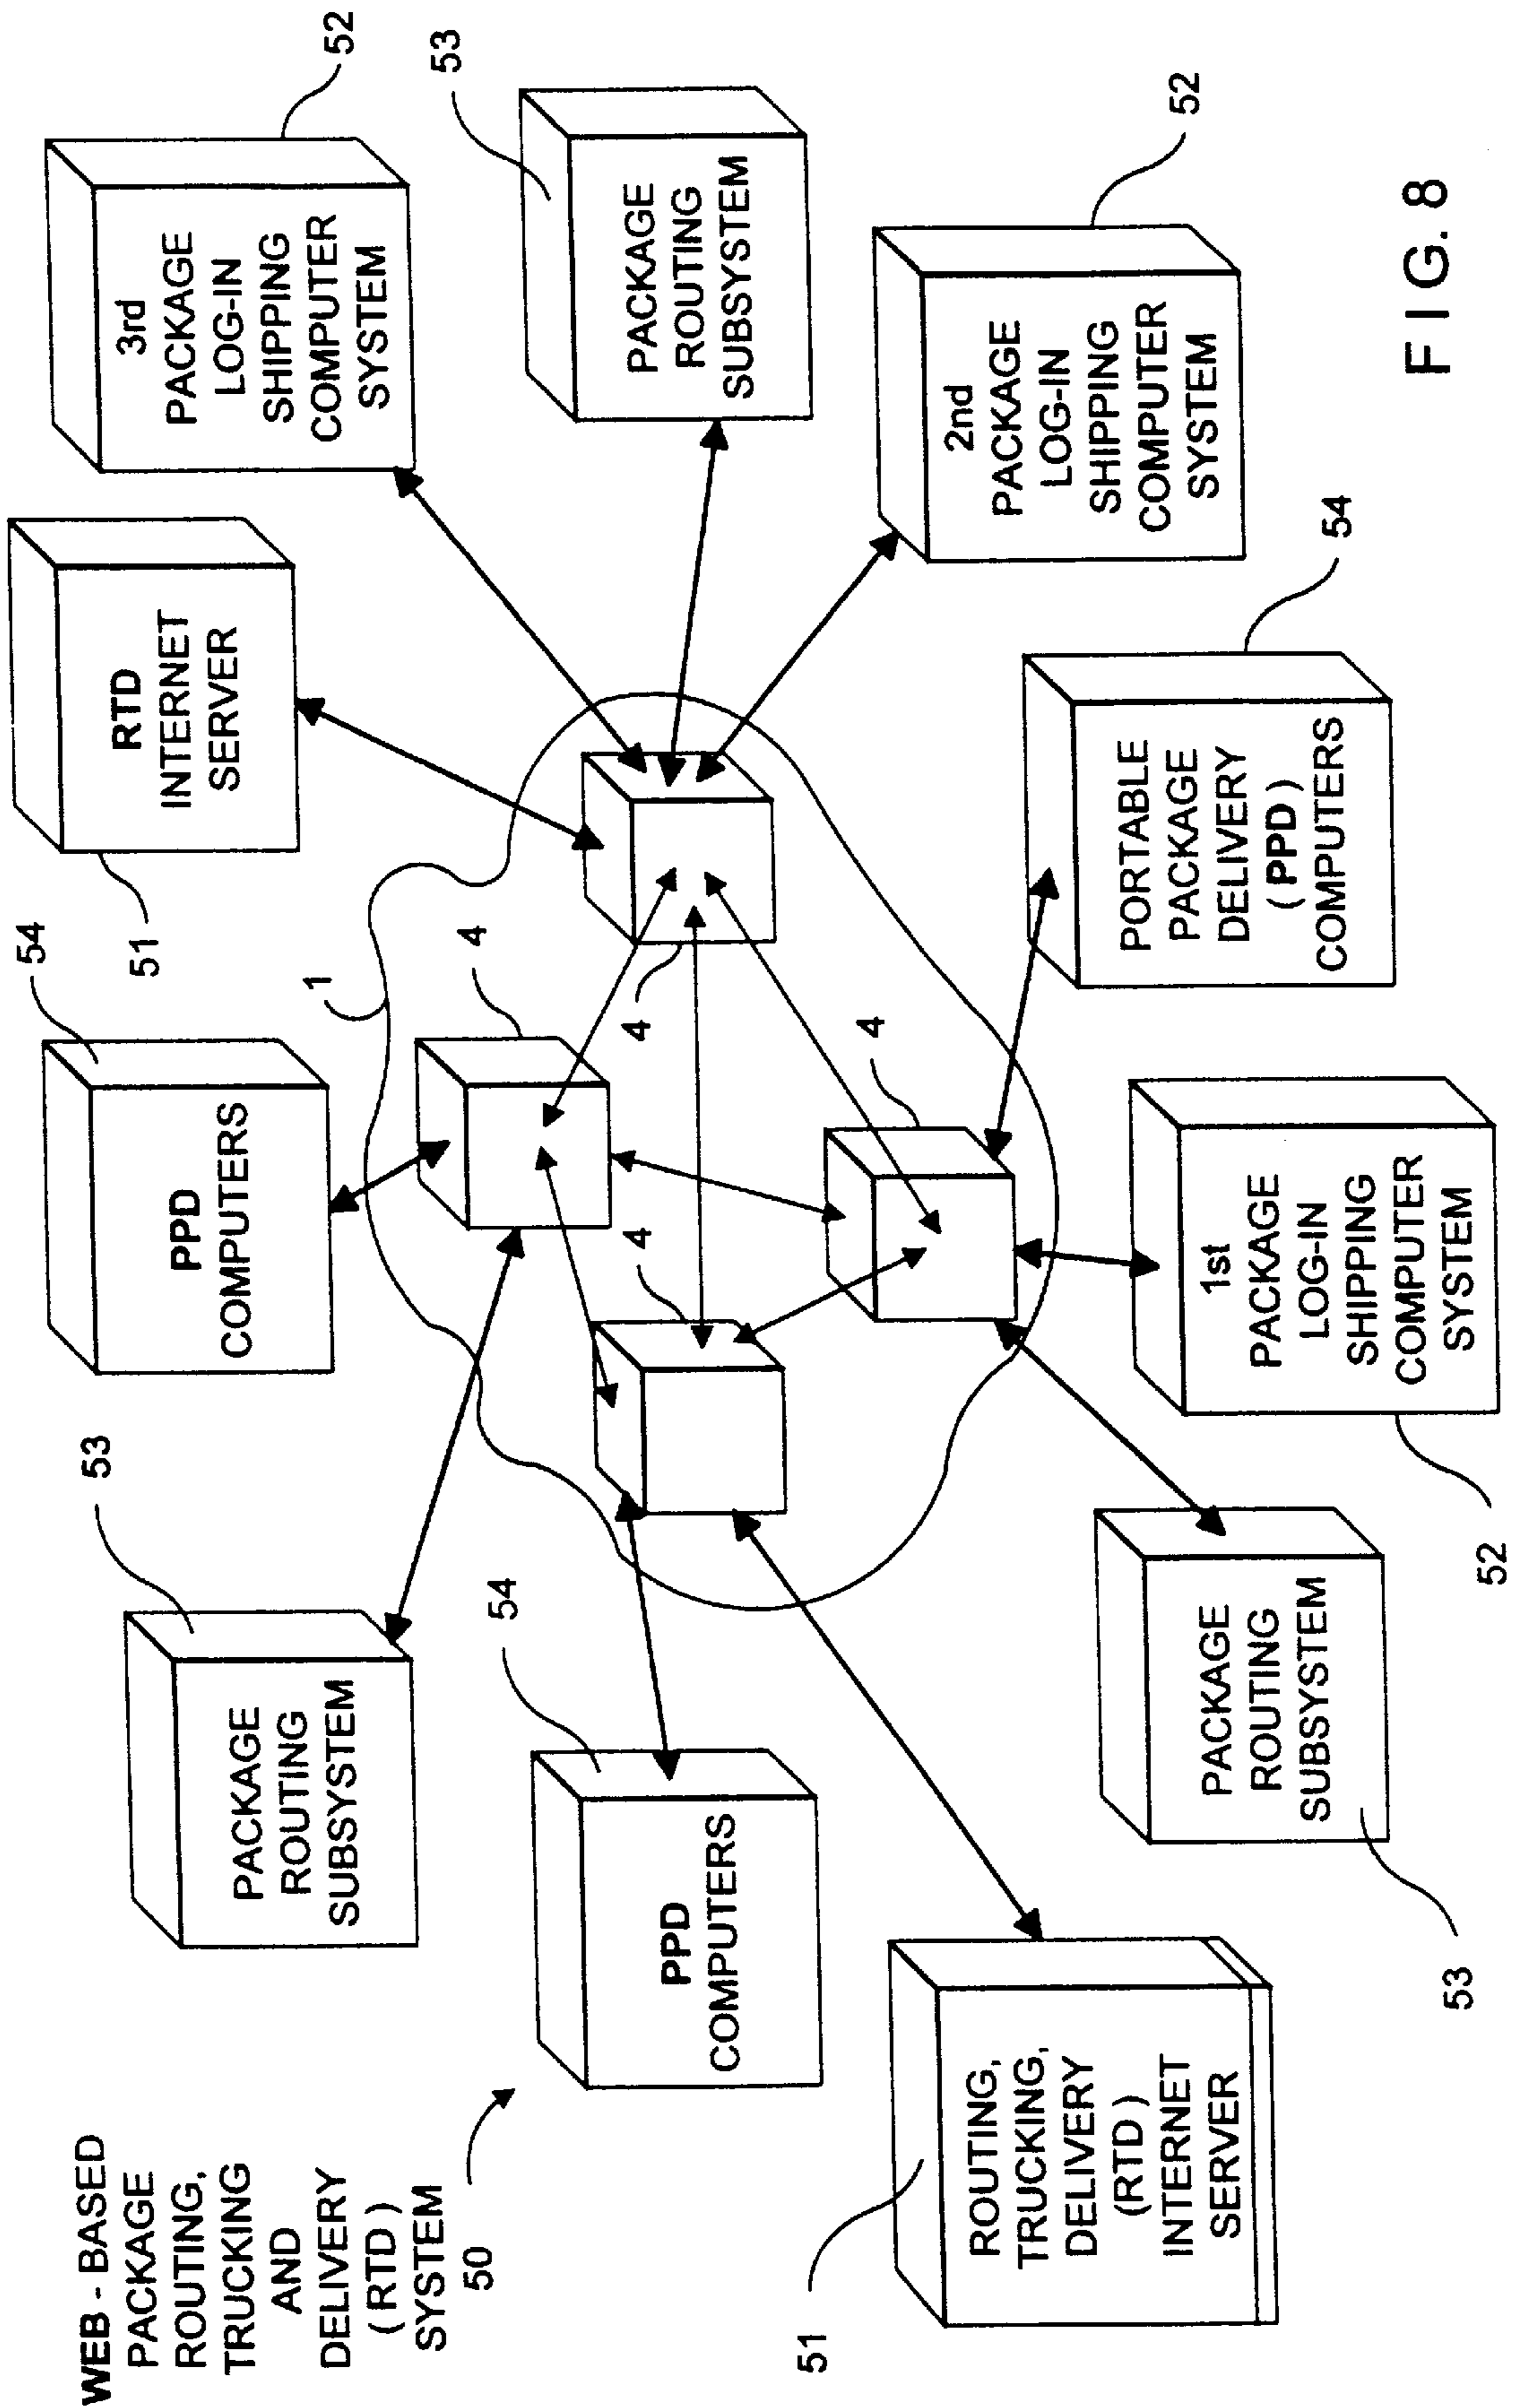 WEB - BASED
PACKAGE
ROUTING,
TRUCKING
AND
DELIVERY
( RTD )
SYSTEM
50
53
PACKAGE
ROUTING
SUBSYSTEM
54
PPD
COMPUTERS
54
PPD
COMPUTERS
51
RTD
INTERNET
SERVER
52
3rd
PACKAGE
LOG-IN
SHIPPING
COMPUTER
SYSTEM
53
PACKAGE
ROUTING
SUBSYSTEM
1
4
4
4
4
51
ROUTING,
TRUCKING,
DELIVERY
(RTD )
INTERNET
SERVER
53
PACKAGE
ROUTING
SUBSYSTEM
52
1st
PACKAGE
LOG-IN
SHIPPING
COMPUTER
SYSTEM
54
PORTABLE
PACKAGE
DELIVERY
( PPD )
COMPUTERS
52
2nd
PACKAGE
LOG-IN
SHIPPING
COMPUTER
SYSTEM
FIG. 8